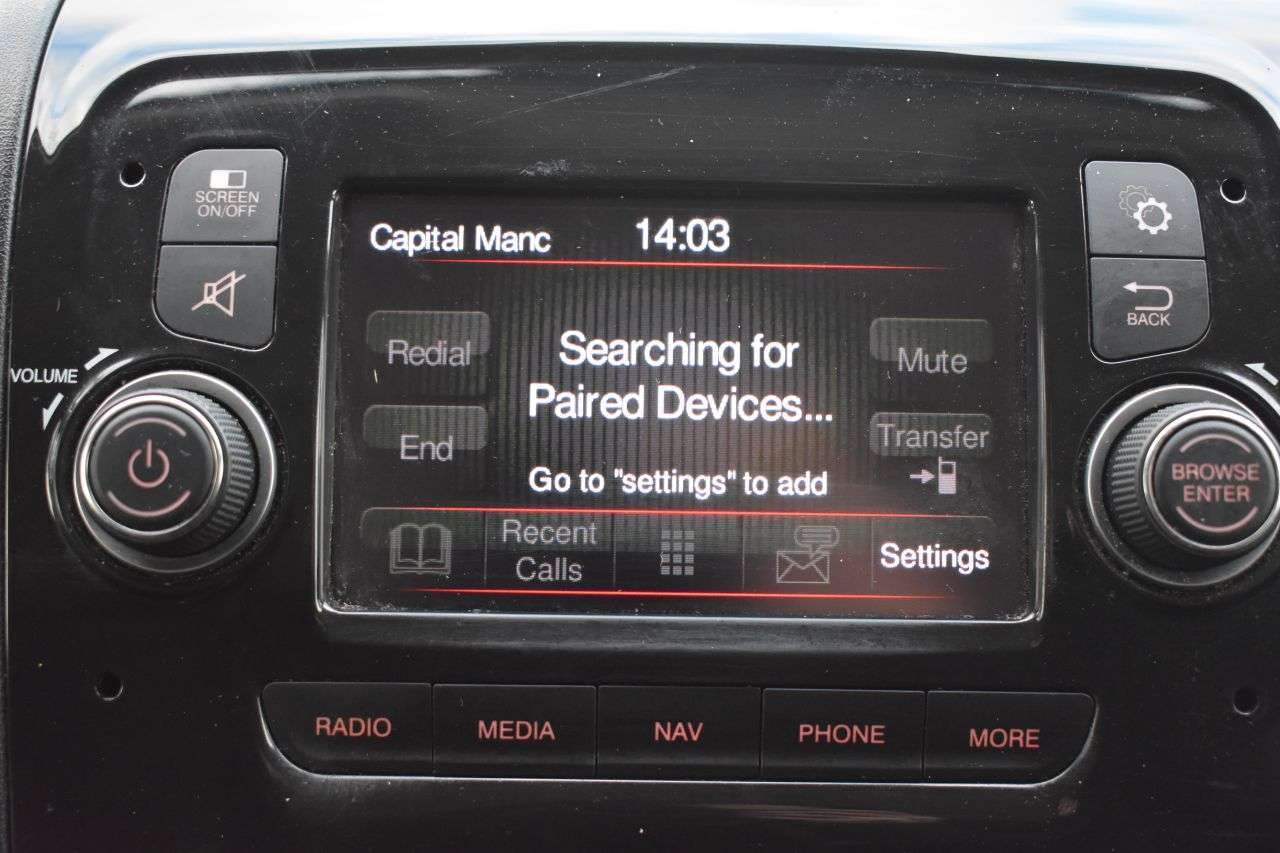 SCREEN
ON/OFF
VOLUME
Capital Manc
14:03
Redial
Searching for
Paired Devices...
Mute
End
Transfer
Go to "settings" to add
Recent
Calls
Settings
BACK
BROWSE
ENTER
RADIO
MEDIA
NAV
PHONE
MORE